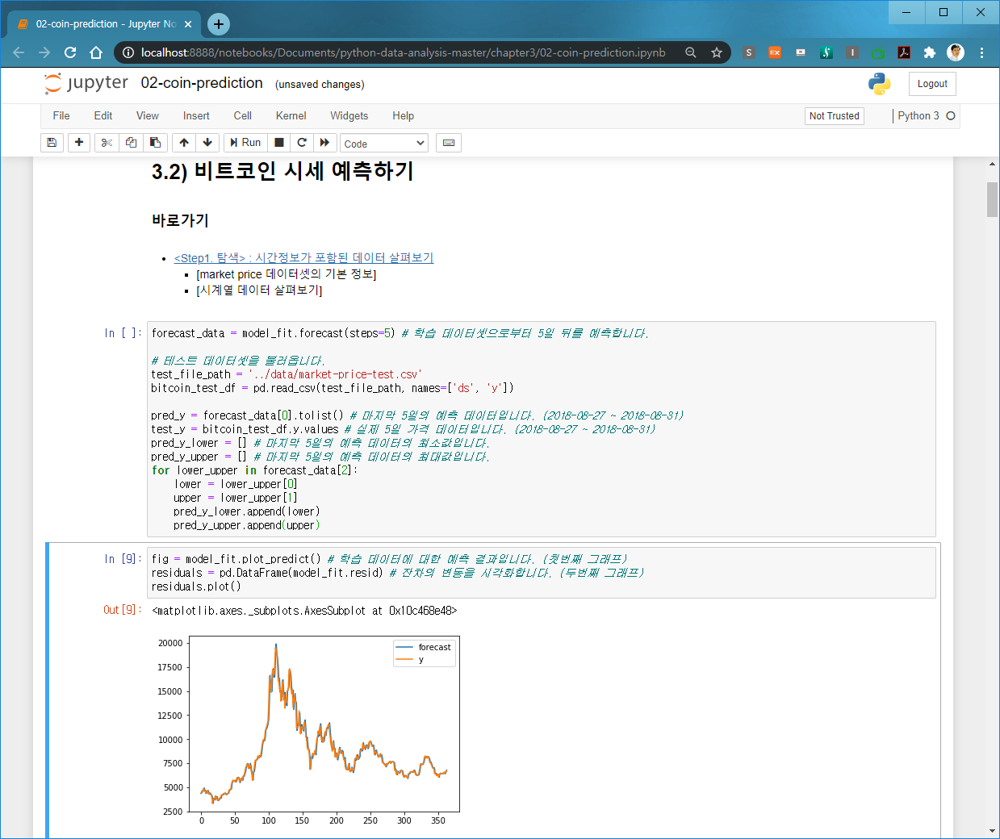 02-coin-prediction - Jupyter No
localhost:8888/notebooks/Documents/python-data-analysis-master/chapter3/02-coin-prediction.ipynb
jupyter 02-coin-prediction (unsaved changes)
Logout
File Edit View Insert Cell Kernel Widgets Help
Not Trusted
Python 3
Run
Code
3.2) 비트코인 시세 예측하기
바로가기
<Step1. 탐색> : 시간정보가 포함된 데이터 살펴보기
[market price 데이터셋의 기본 정보]
[시계열 데이터 살펴보기]
In [ ]:
forecast_data = model_fit.forecast(steps=5) # 학습 데이터셋으로부터 5일 뒤를 예측합니다.
# 테스트 데이터셋을 불러옵니다.
test_file_path = '../data/market-price-test.csv'
bitcoin_test_df = pd.read_csv(test_file_path, names=['ds', 'y'])
pred_y = forecast_data[0].tolist() # 마지막 5일의 예측 데이터입니다. (2018-08-27 ~ 2018-08-31)
test_y = bitcoin_test_df.y.values # 실제 5일 가격 데이터입니다. (2018-08-27 ~ 2018-08-31)
pred_y_lower = [] # 마지막 5일의 예측 데이터의 최소값입니다.
pred_y_upper = [] # 마지막 5일의 예측 데이터의 최대값입니다.
for lower_upper in forecast_data[2]:
    lower = lower_upper[0]
    upper = lower_upper[1]
    pred_y_lower.append(lower)
    pred_y_upper.append(upper)
In [9]:
fig = model_fit.plot_predict() # 학습 데이터에 대한 예측 결과입니다. (첫번째 그래프)
residuals = pd.DataFrame(model_fit.resid) # 잔차의 변동을 시각화합니다. (두번째 그래프)
residuals.plot()
Out[9]:
<matplotlib.axes._subplots.AxesSubplot at 0x10c468e48>
forecast
y
20000
17500
15000
12500
10000
7500
5000
2500
0 50 100 150 200 250 300 350